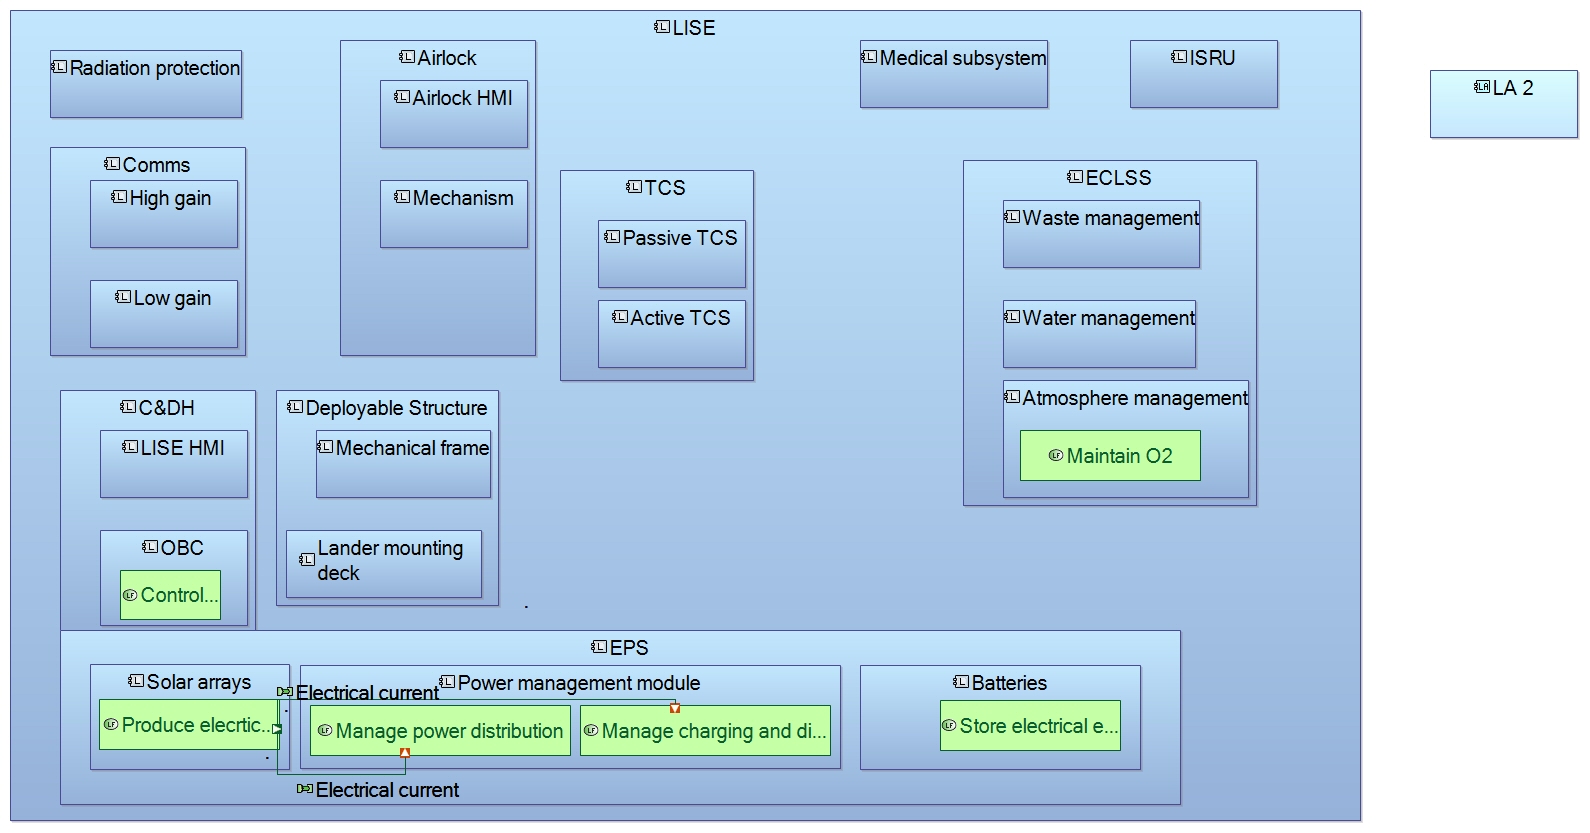 LISE
Radiation protection
Airlock
Airlock HMI
Mechanism
Medical subsystem
ISRU
LA 2
Comms
High gain
Low gain
TCS
Passive TCS
Active TCS
ECLSS
Waste management
Water management
Atmosphere management
Maintain O2
C&DH
LISE HMI
OBC
Control...
Deployable Structure
Mechanical frame
Lander mounting
deck
EPS
Solar arrays
Produce elecrtic...
Electrical current
Power management module
Manage power distribution
Manage charging and di...
Batteries
Store electrical e...
Electrical current